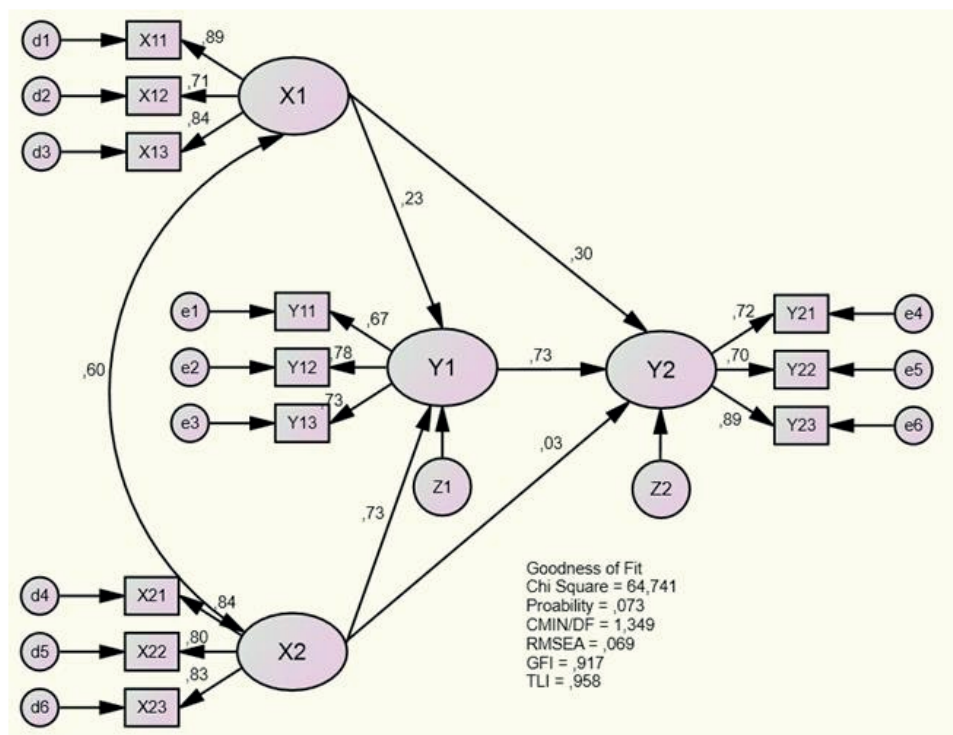 d1
X11
,89
d2
X12
,71
X1
d3
X13
,84
,23
,30
e1
Y11
,67
,72
Y21
e4
,60
e2
Y12
,78
Y1
,73
Y2
,70
Y22
e5
e3
Y13
,73
,89
Y23
e6
,03
Z1
Z2
,73
Goodness of Fit
Chi Square = 64,741
Proability = ,073
CMIN/DF = 1,349
RMSEA = ,069
GFI = ,917
TLI = ,958
d4
X21
,84
d5
X22
,80
X2
d6
X23
,83